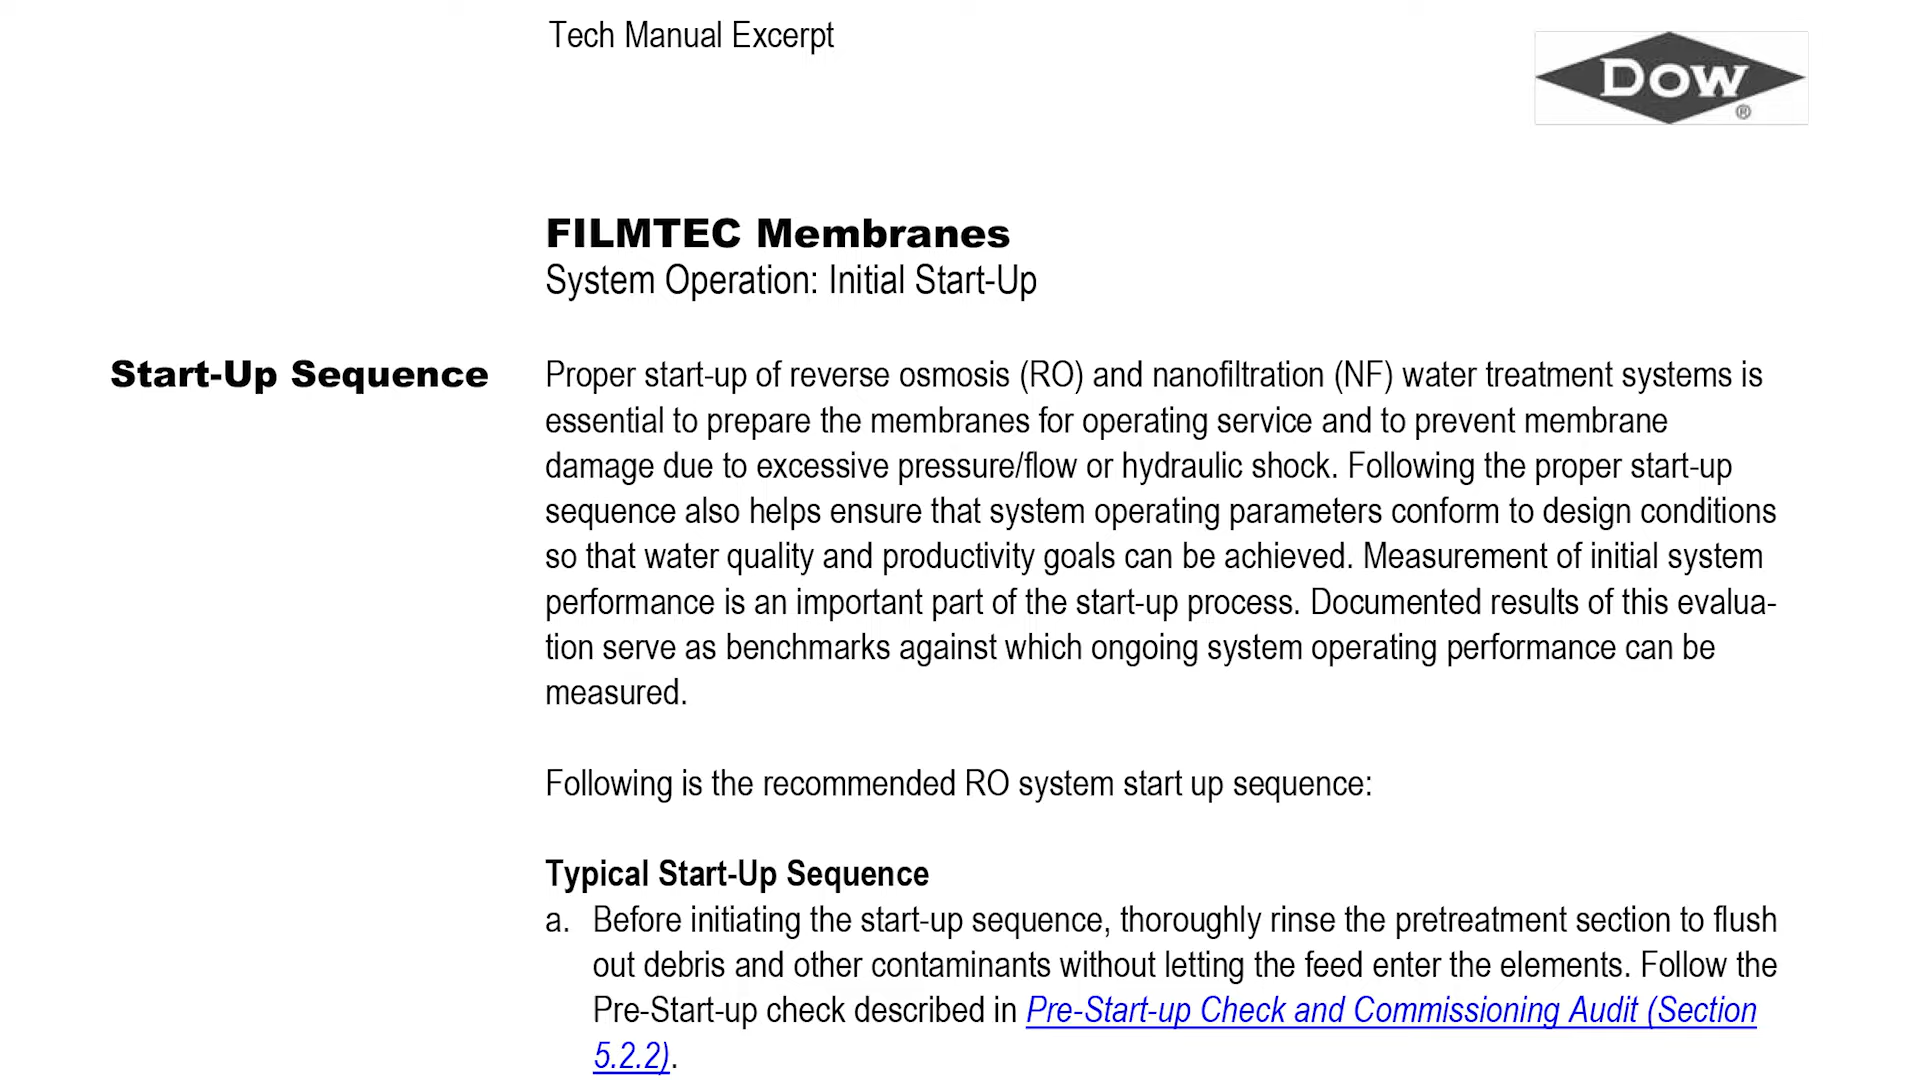 Tech Manual Excerpt
DOW
®
FILMTEC Membranes
System Operation: Initial Start-Up
Start-Up Sequence
Proper start-up of reverse osmosis (RO) and nanofiltration (NF) water treatment systems is
essential to prepare the membranes for operating service and to prevent membrane
damage due to excessive pressure/flow or hydraulic shock. Following the proper start-up
sequence also helps ensure that system operating parameters conform to design conditions
so that water quality and productivity goals can be achieved. Measurement of initial system
performance is an important part of the start-up process. Documented results of this evalua-
tion serve as benchmarks against which ongoing system operating performance can be
measured.
Following is the recommended RO system start up sequence:
Typical Start-Up Sequence
a. Before initiating the start-up sequence, thoroughly rinse the pretreatment section to flush
out debris and other contaminants without letting the feed enter the elements. Follow the
Pre-Start-up check described in Pre-Start-up Check and Commissioning Audit (Section
5.2.2).